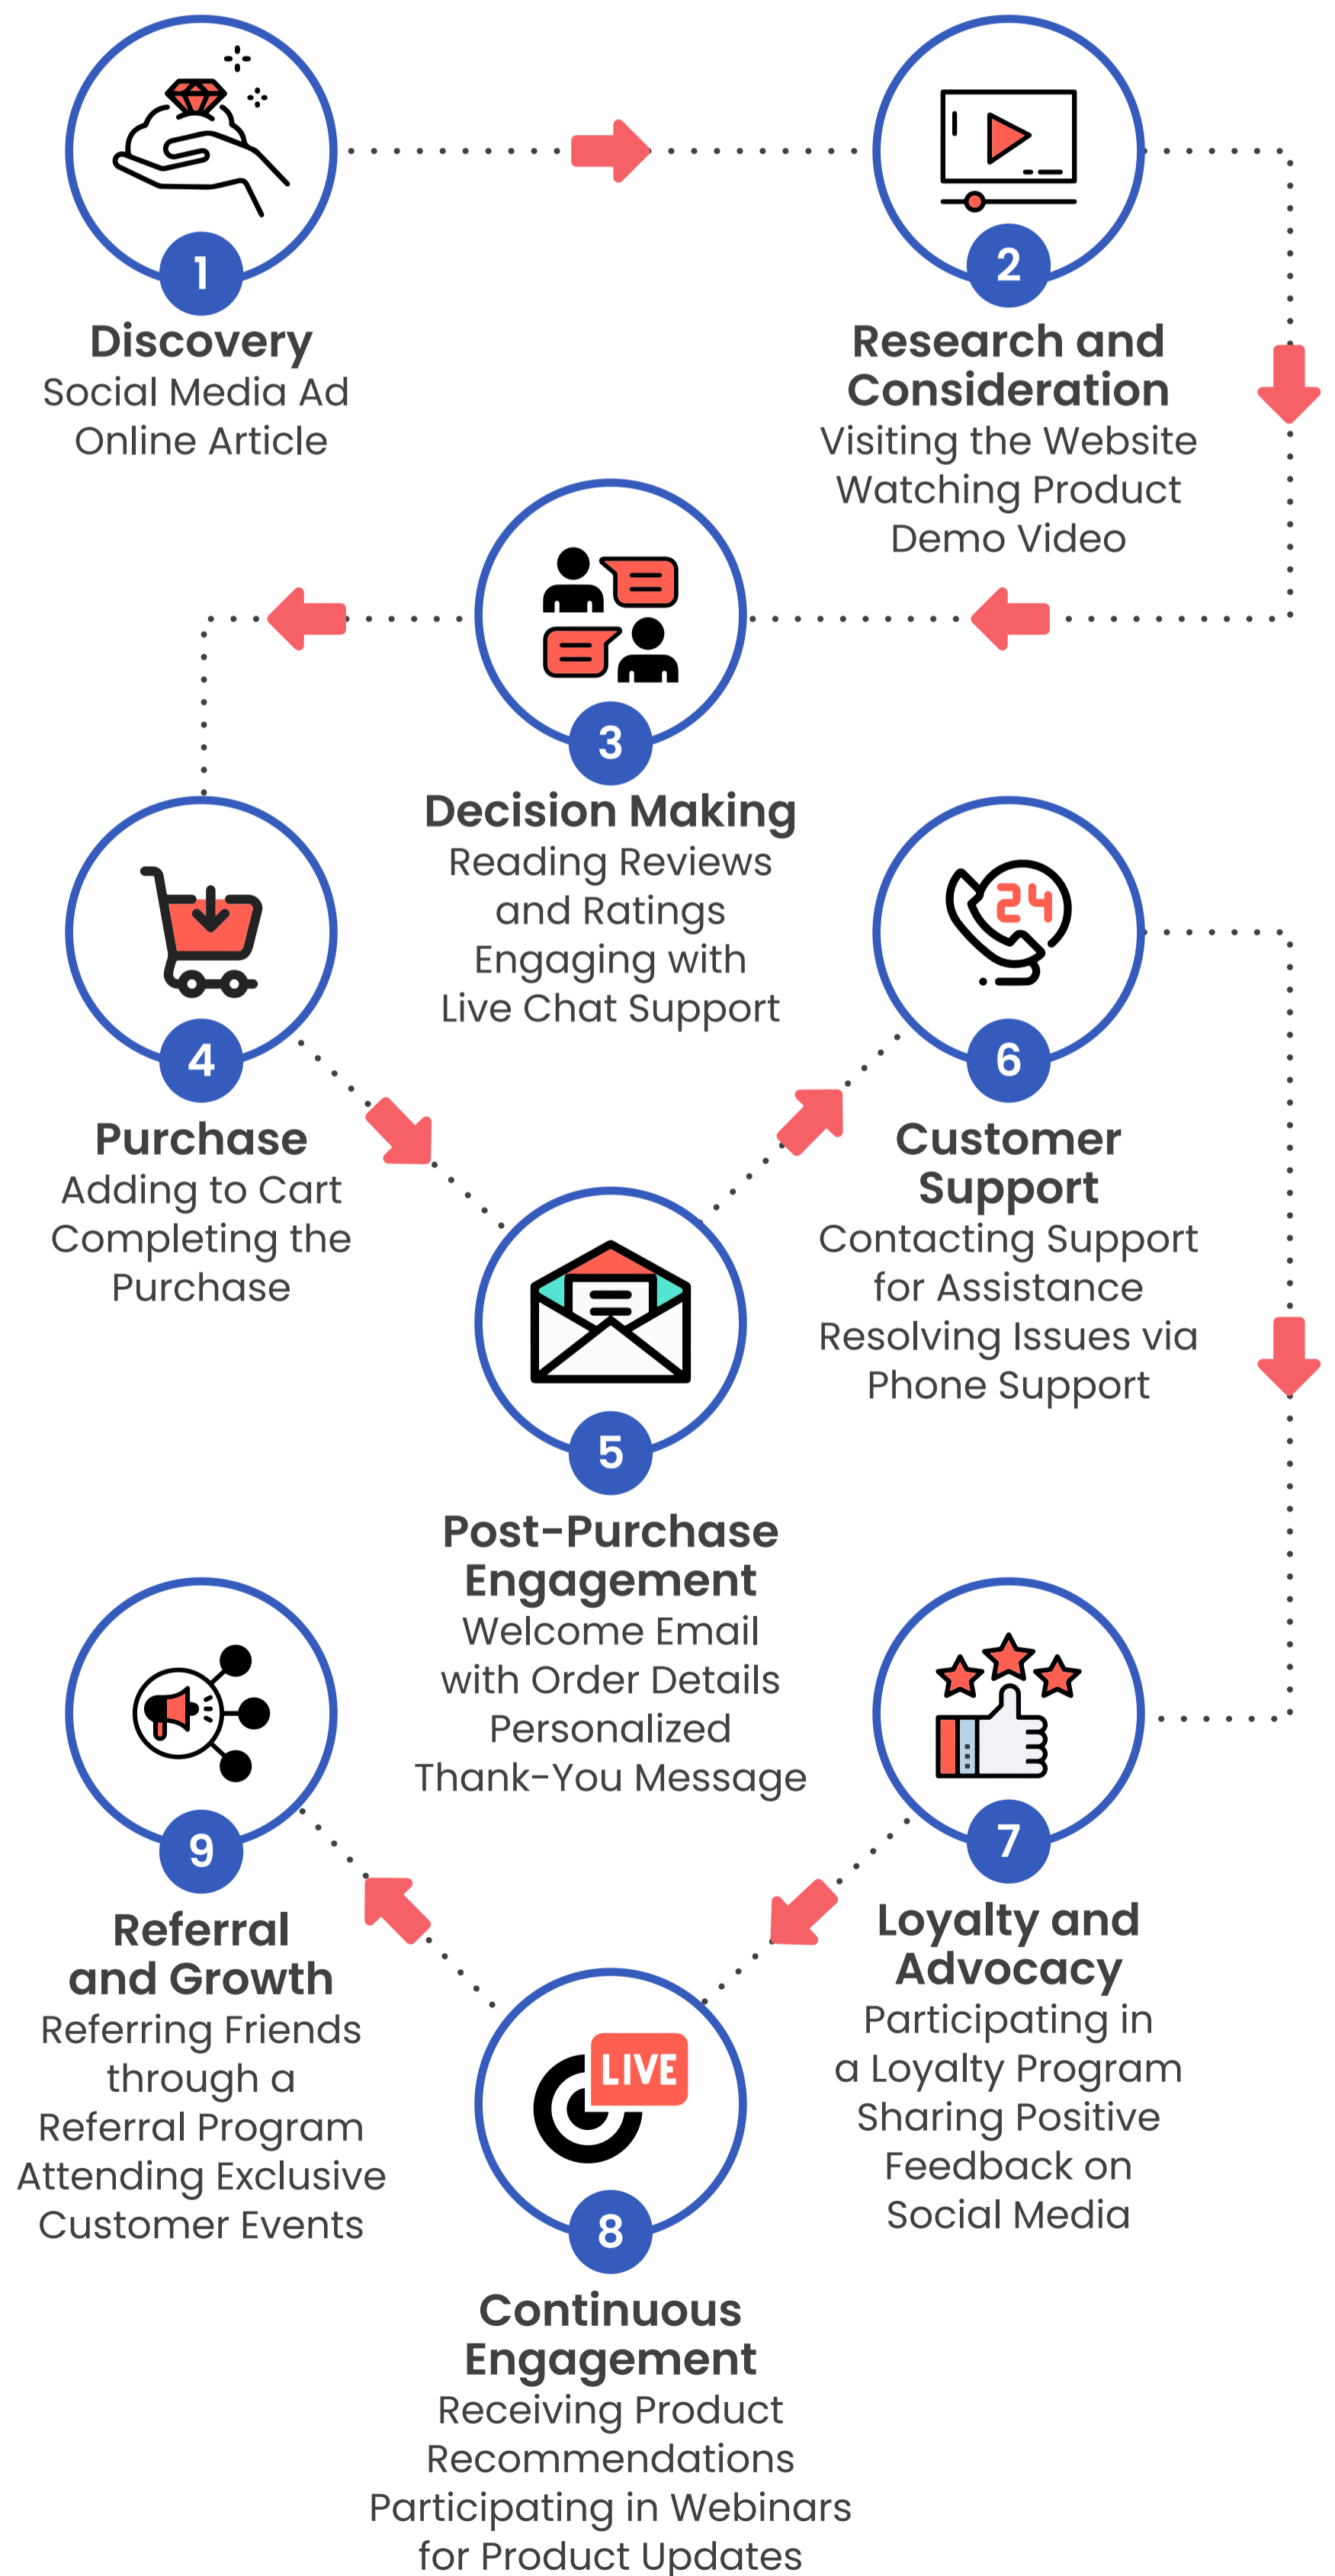 1
Discovery
Social Media Ad
Online Article
2
Research and
Consideration
Visiting the Website
Watching Product
Demo Video
3
Decision Making
Reading Reviews
and Ratings
Engaging with
Live Chat Support
4
Purchase
Adding to Cart
Completing the
Purchase
5
Post-Purchase
Engagement
Welcome Email
with Order Details
Personalized
Thank-You Message
24
6
Customer
Support
Contacting Support
for Assistance
Resolving Issues via
Phone Support
7
Loyalty and
Advocacy
Participating in
a Loyalty Program
Sharing Positive
Feedback on
Social Media
LIVE
8
Continuous
Engagement
Receiving Product
Recommendations
Participating in Webinars
for Product Updates
9
Referral
and Growth
Referring Friends
through a
Referral Program
Attending Exclusive
Customer Events